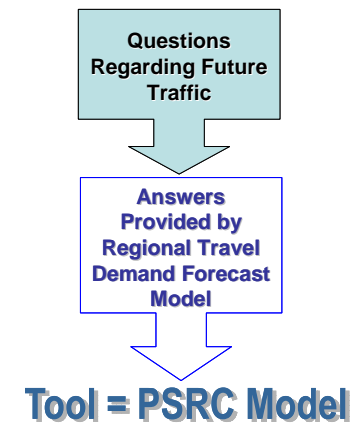 Questions
Regarding Future
Traffic
Answers
Provided by
Regional Travel
Demand Forecast
Model
Tool = PSRC Model